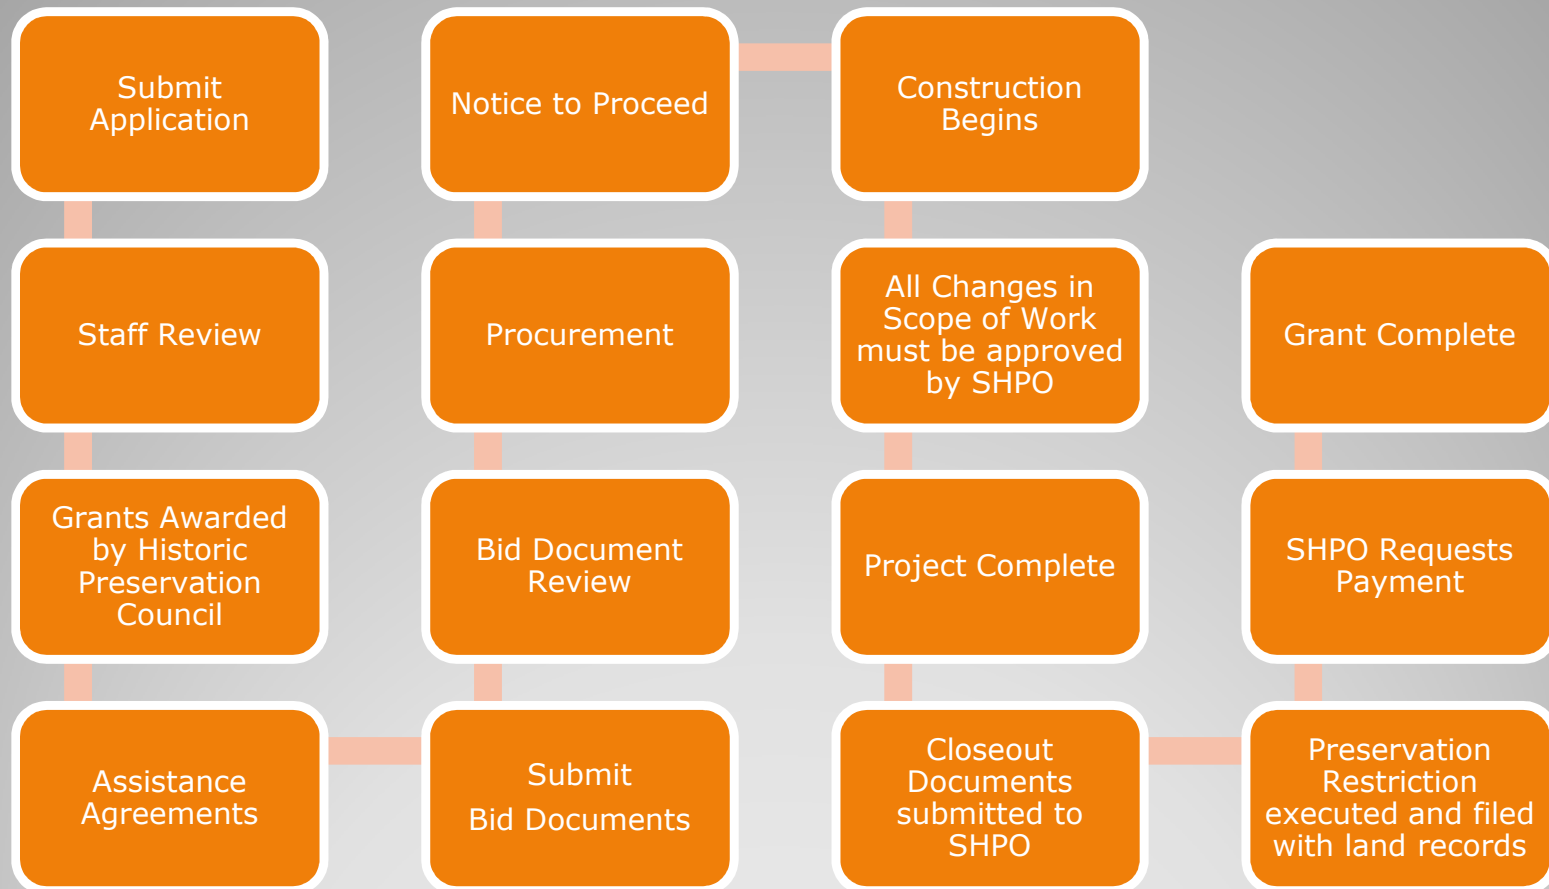 Submit
Application
Staff Review
Grants Awarded
by Historic
Preservation
Council
Assistance
Agreements
Submit
Bid Documents
Bid Document
Review
Procurement
Notice to Proceed
Construction
Begins
All Changes in
Scope of Work
must be approved
by SHPO
Project Complete
Closeout
Documents
submitted to
SHPO
Preservation
Restriction
executed and filed
with land records
SHPO Requests
Payment
Grant Complete